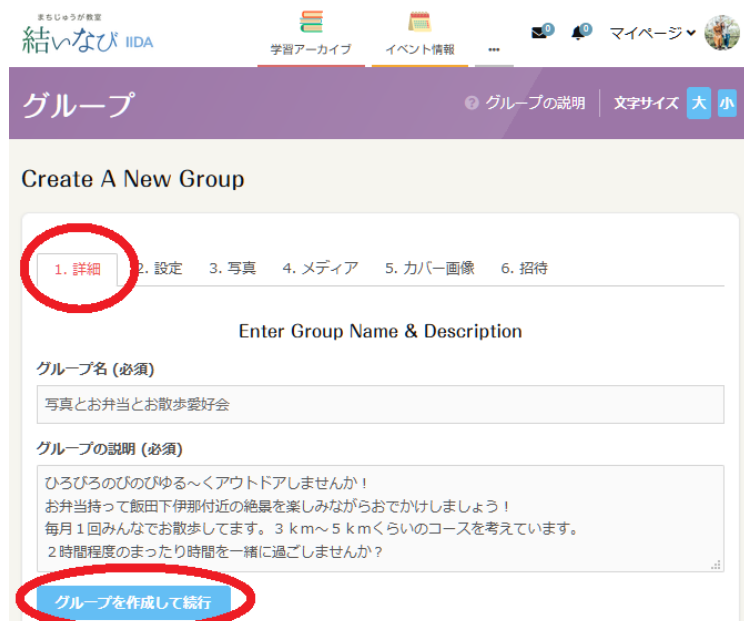 まちじゅうが教室
結いなび IIDA
学習アーカイブ
イベント情報
...
0
0
マイページ
グループ
グループの説明
文字サイズ 大 小
Create A New Group
1. 詳細 2. 設定 3. 写真 4. メディア 5. カバー画像 6. 招待
Enter Group Name & Description
グループ名 (必須)
写真とお弁当とお散歩愛好会
グループの説明 (必須)
ひろびろのびのびゆる～くアウトドアしませんか！
お弁当持って飯田下伊那付近の絶景を楽しみながらおでかけしましょう！
毎月１回みんなでお散歩してます。３ｋｍ～５ｋｍくらいのコースを考えています。
２時間程度のまったり時間を一緒に過ごしませんか？
グループを作成して続行